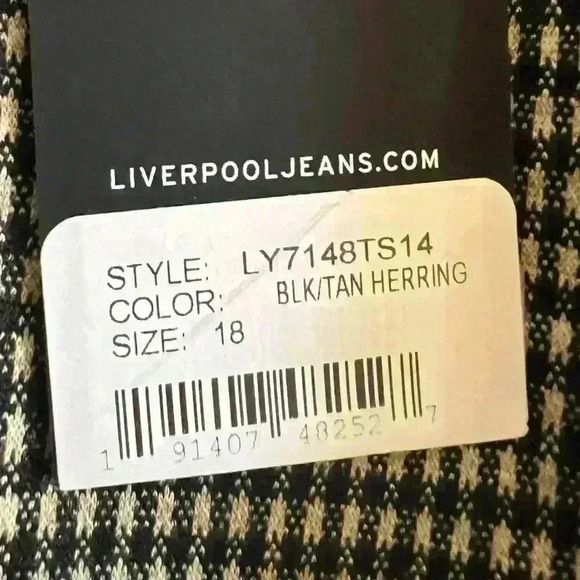 LIVERPOOLJEANS.COM
STYLE: LY7148TS14
COLOR: BLK/TAN HERRING
SIZE: 18
1 91407 48252 7